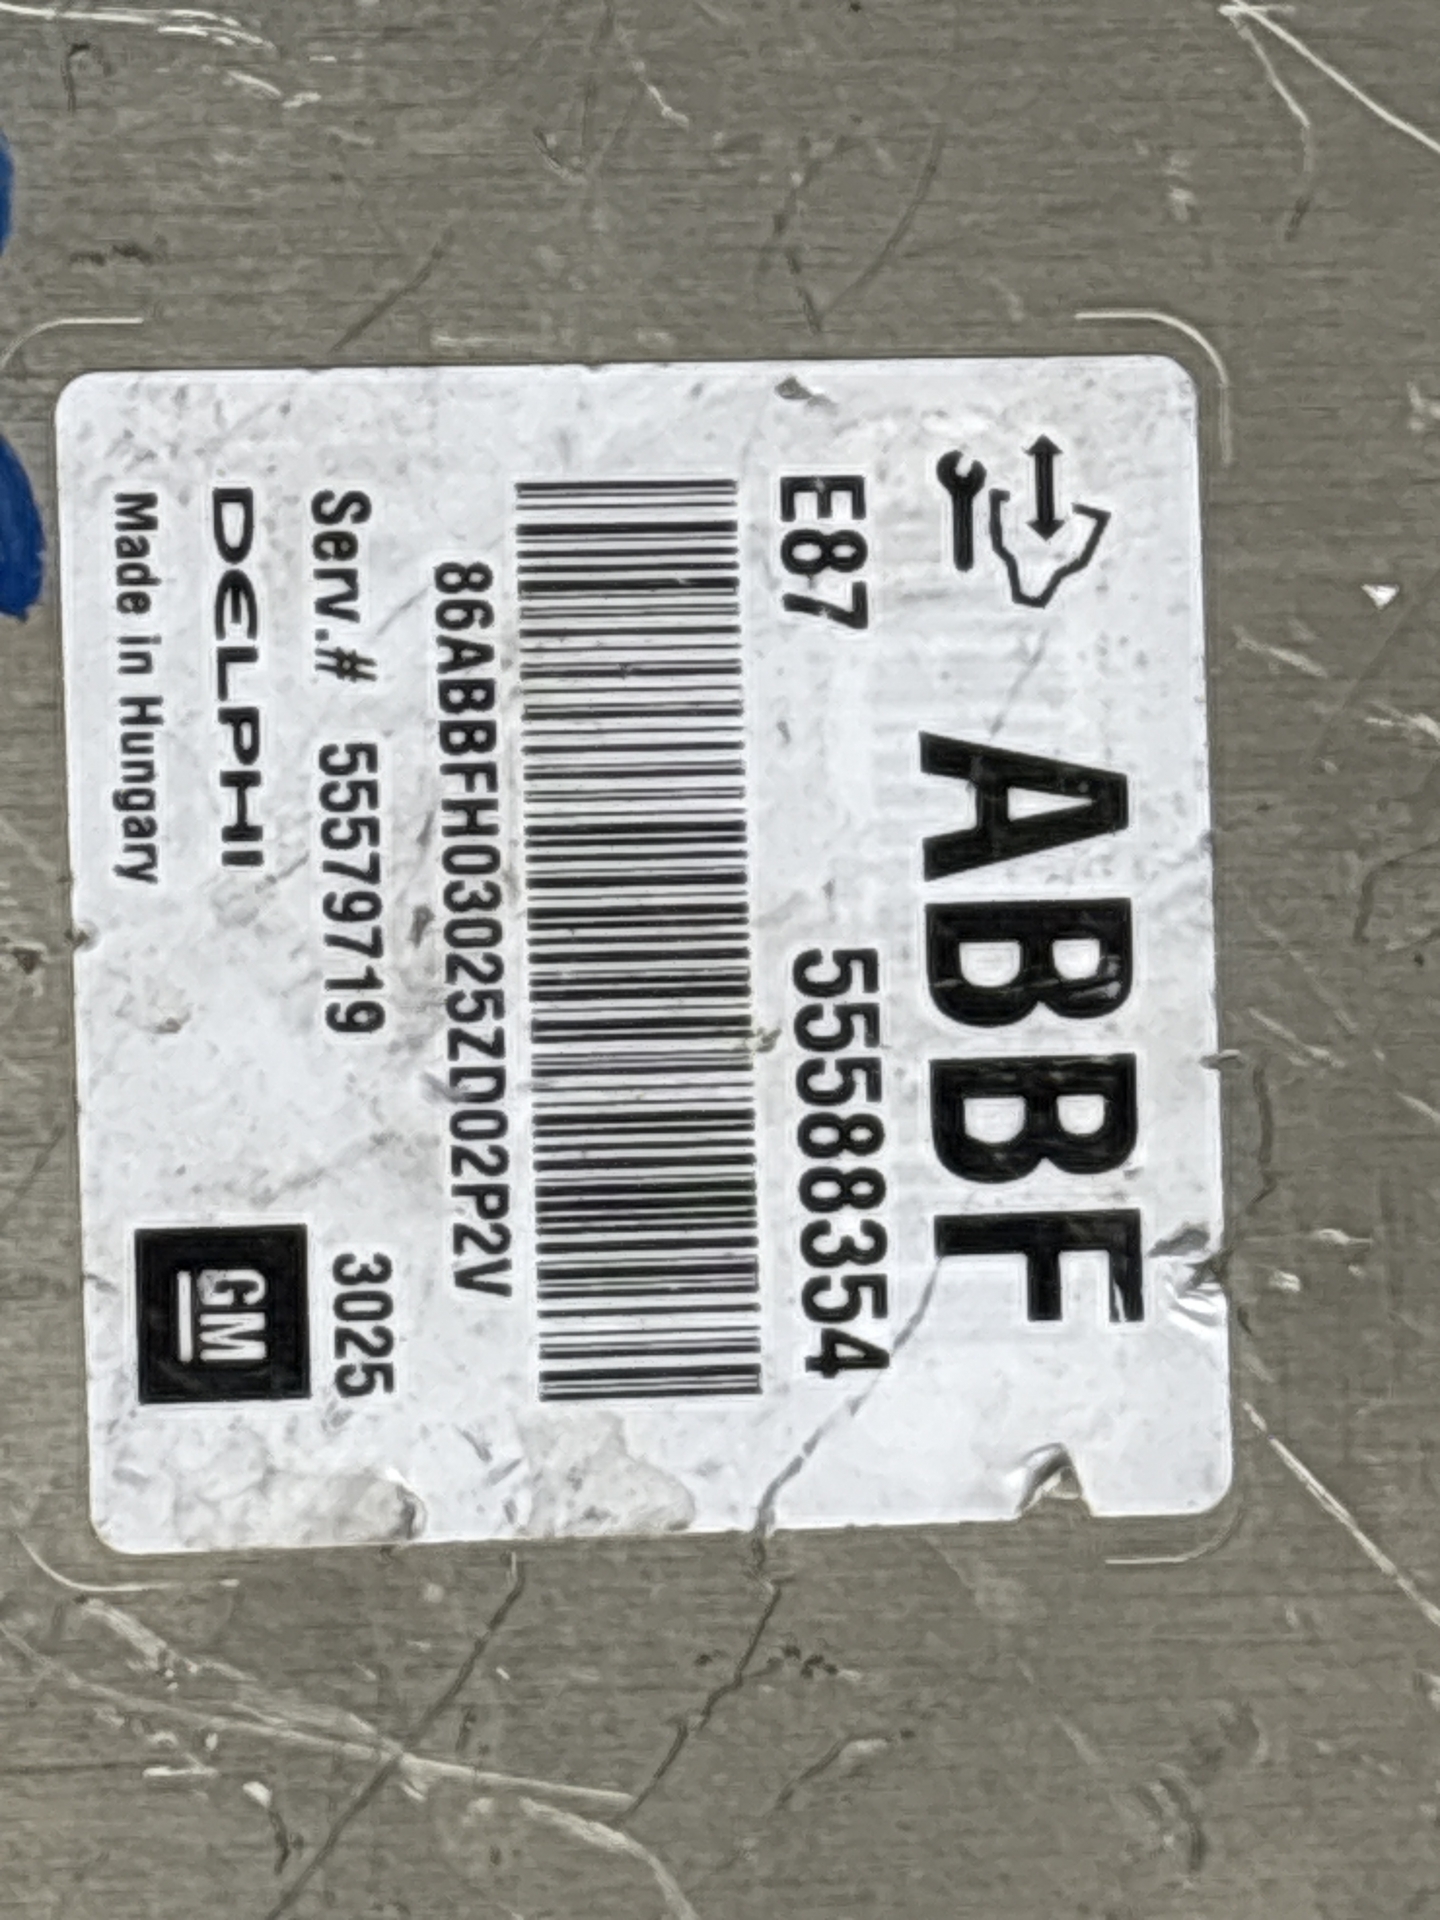 ABBF
E87 55588354
86ABBFH03025ZD02P2V
Serv.# 55579719 3025
DELPHI
Made in Hungary
GM